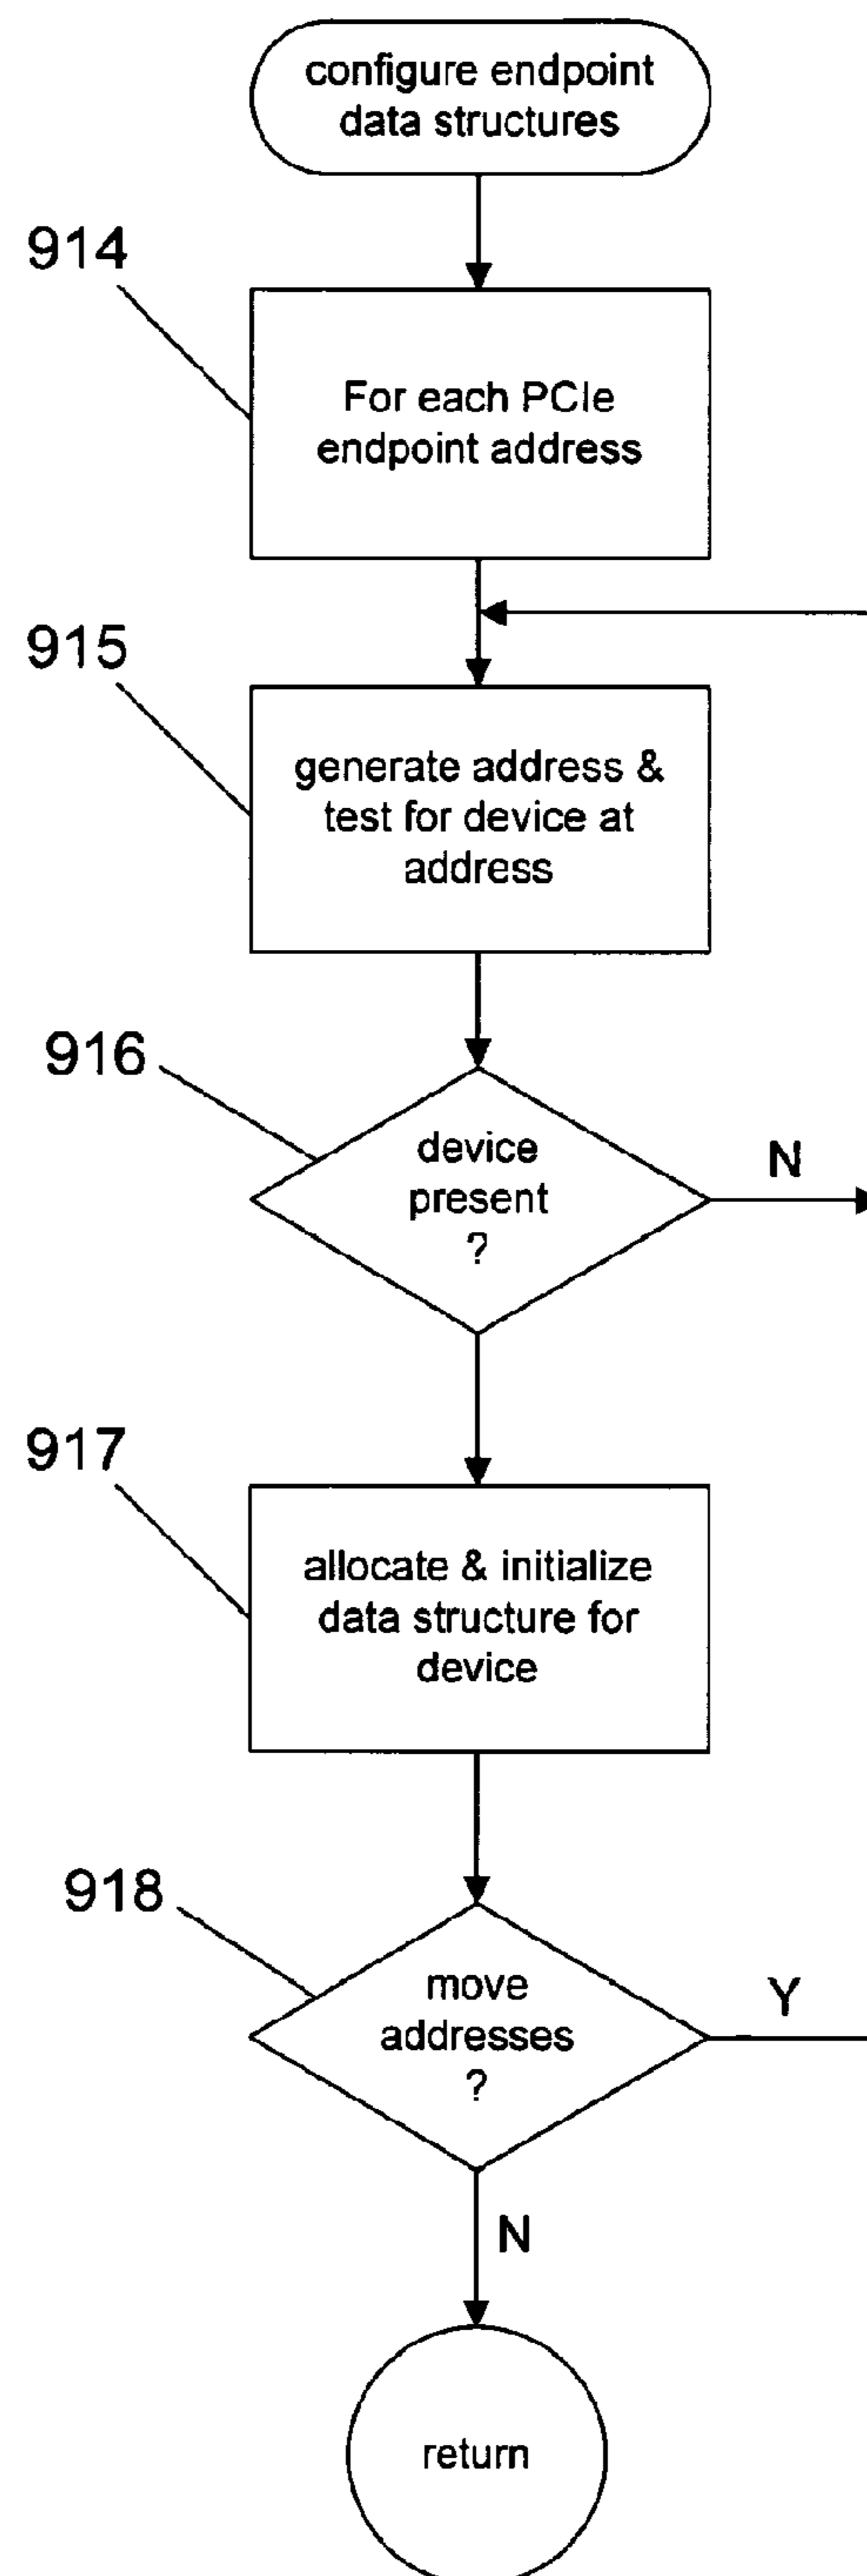 configure endpoint
data structures
914
For each PCIe
endpoint address
915
generate address &
test for device at
address
916
device
present
?
N
917
allocate & initialize
data structure for
device
918
move
addresses
?
Y
N
return